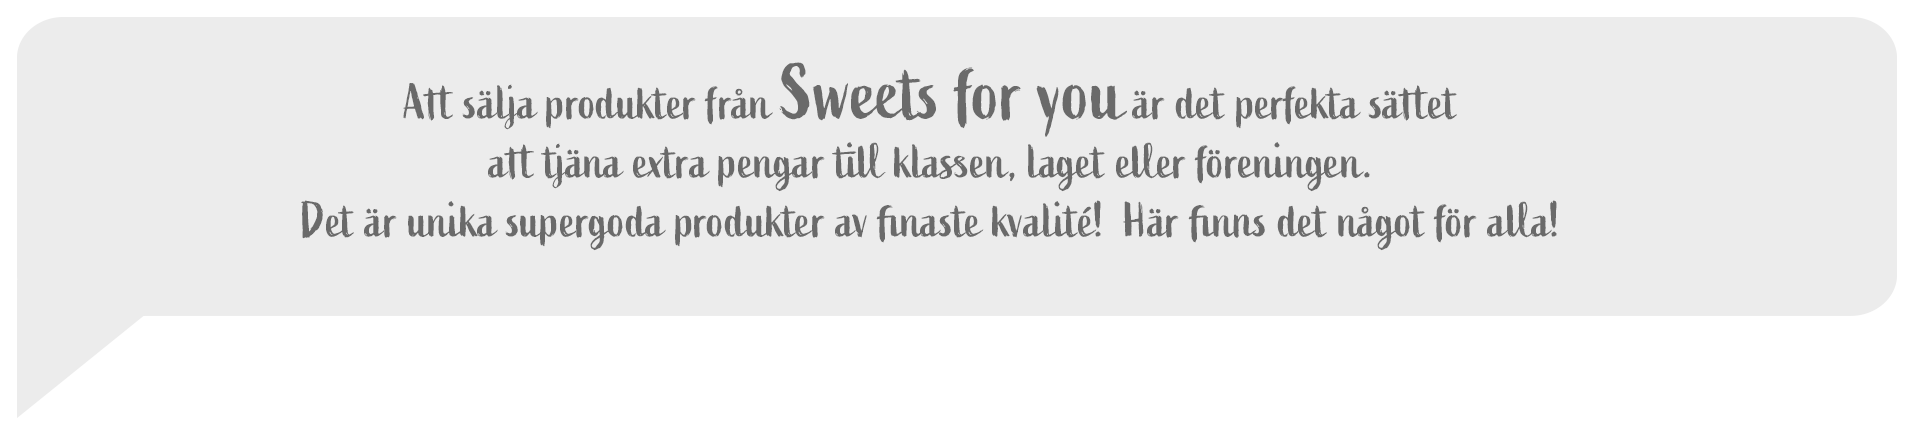 Att sälja produkter från Sweets for you är det perfekta sättet
att tjäna extra pengar till klassen, laget eller föreningen.
Det är unika supergoda produkter av finaste kvalité! Här finns det något för alla!